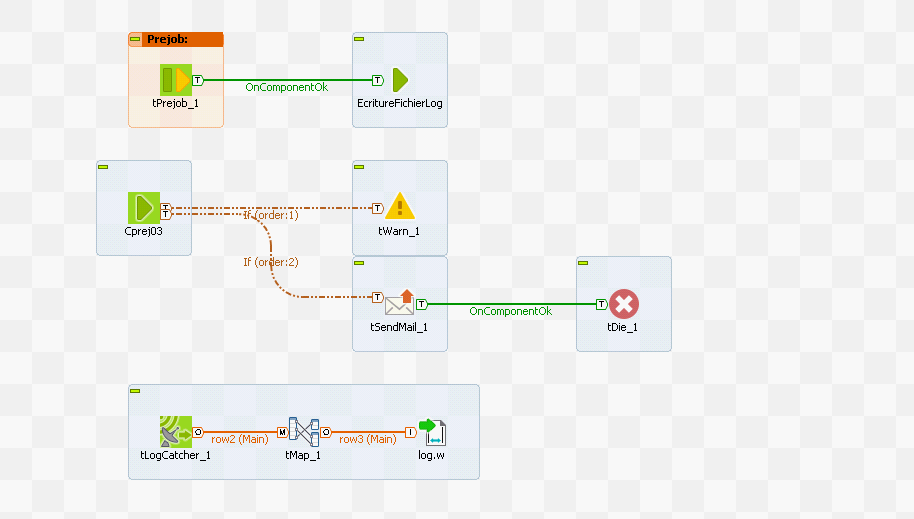 Prejob:
T
OnComponentOk
T
tPrejob_1
EcritureFichierLog
T
T
If (order:1)
T
Cprej03
tWarn_1
If (order:2)
T
T
OnComponentOk
T
tSendMail_1
tDie_1
O
row2 (Main)
M
O
row3 (Main)
I
tLogCatcher_1
tMap_1
log.w